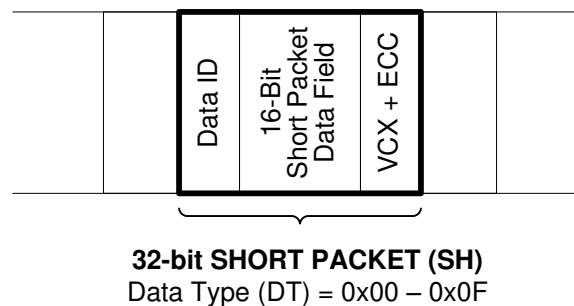 Data ID
16-Bit
Short Packet
Data Field
VCX + ECC
32-bit SHORT PACKET (SH)
Data Type (DT) = 0x00 – 0x0F